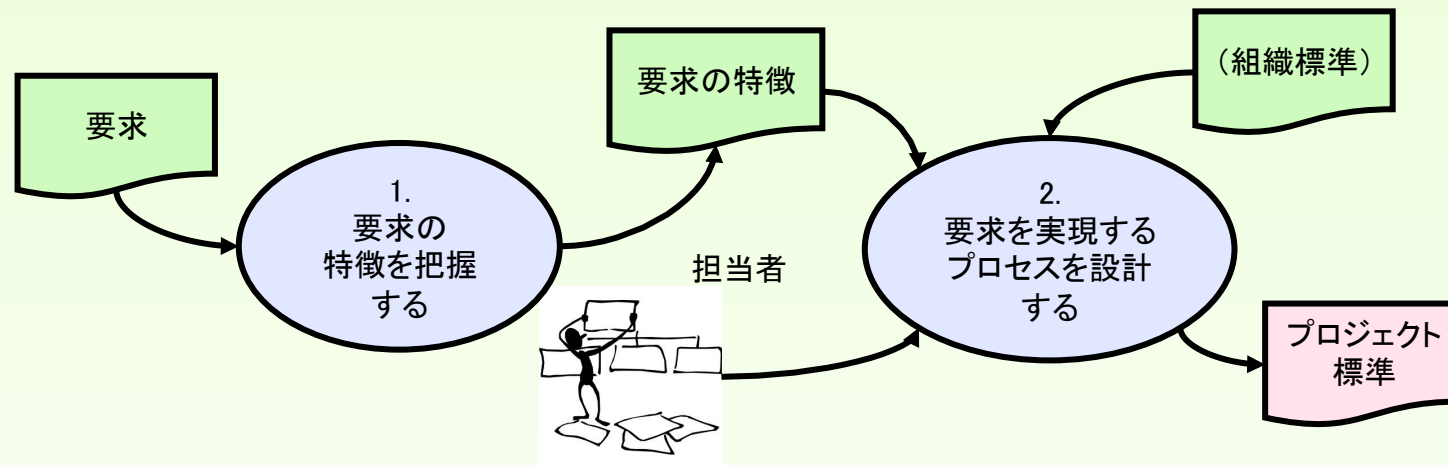 要求
1.
要求の
特徴を把握
する
要求の特徴
担当者
(組織標準)
2.
要求を実現する
プロセスを設計
する
プロジェクト
標準